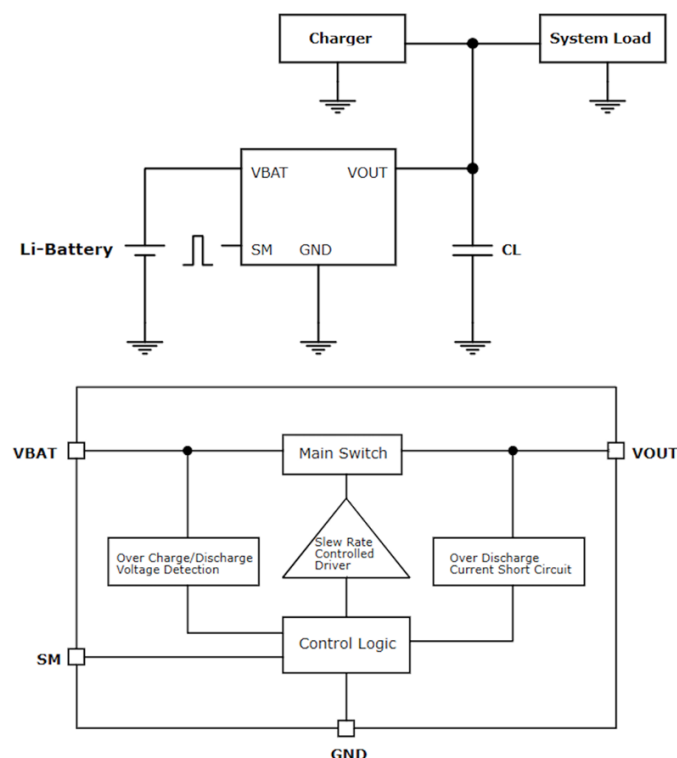 Charger
System Load
VBAT
VOUT
Li-Battery
SM
GND
CL
VBAT
Main Switch
VOUT
Over Charge/Discharge
Voltage Detection
Slew Rate
Controlled
Driver
Over Discharge
Current Short Circuit
Control Logic
SM
GND